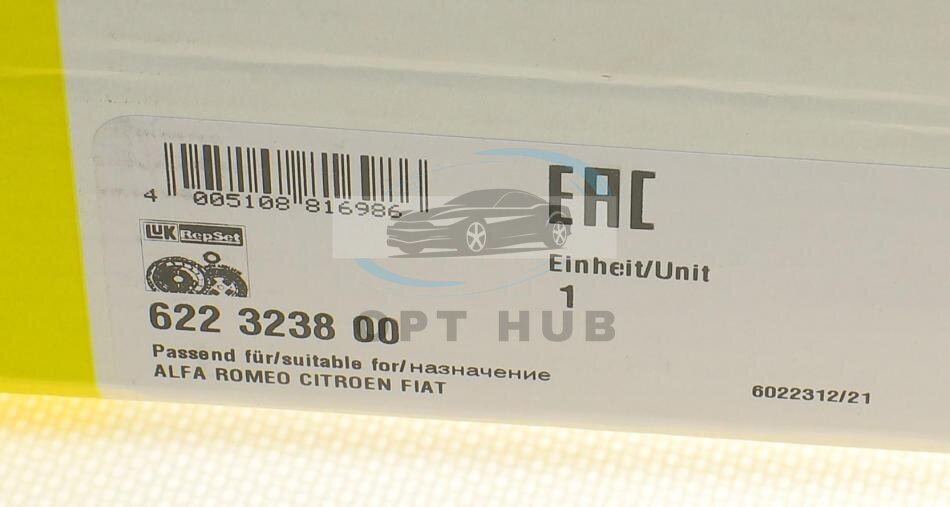 4 005108 816986
EAC
LUK RepSet
Einheit/Unit
1
622 3238 00
OPT HUB
Passend für/suitable for/назначение
ALFA ROMEO CITROEN FIAT
6022312/21